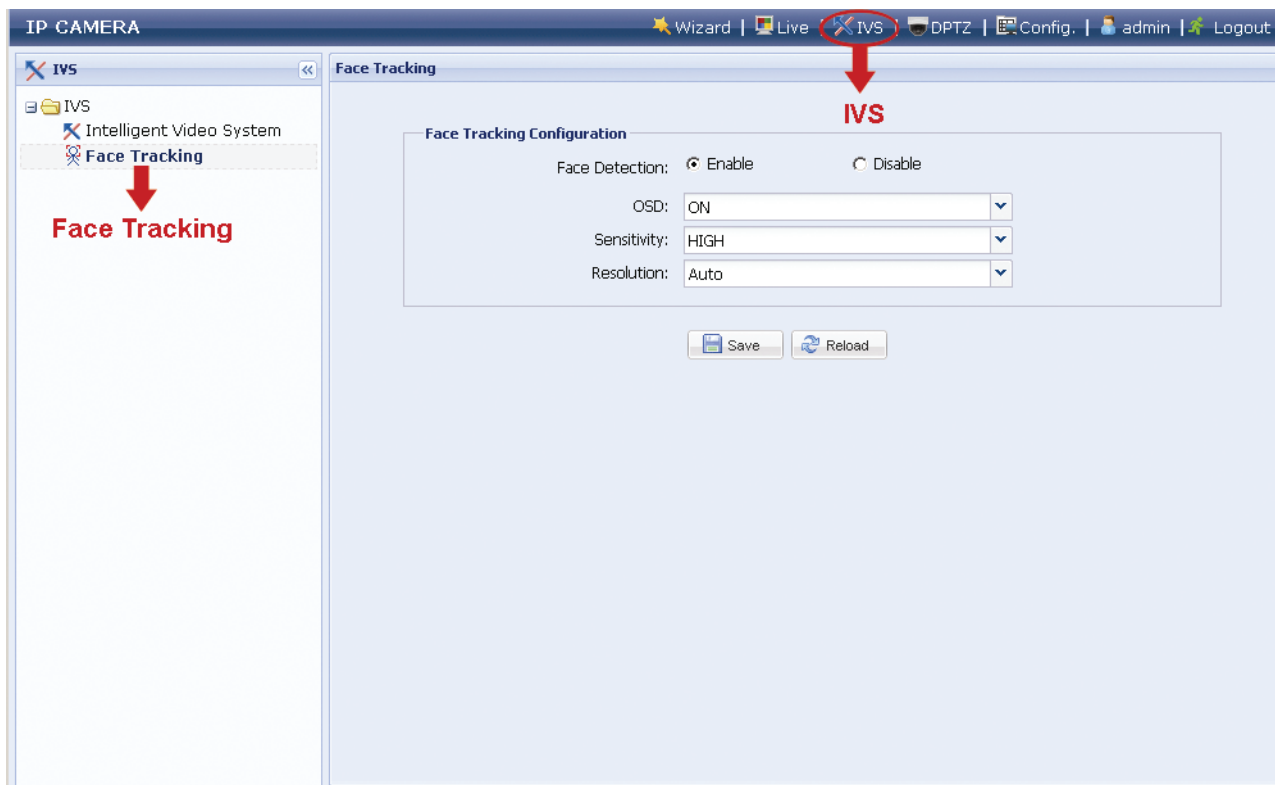 IP CAMERA Wizard | Live | IVS | DPTZ | Config. | admin | Logout
IVS
Face Tracking
IVS
IVS
Intelligent Video System
Face Tracking
Face Tracking
Face Tracking Configuration
Face Detection: Enable Disable
OSD: ON
Sensitivity: HIGH
Resolution: Auto
Save Reload